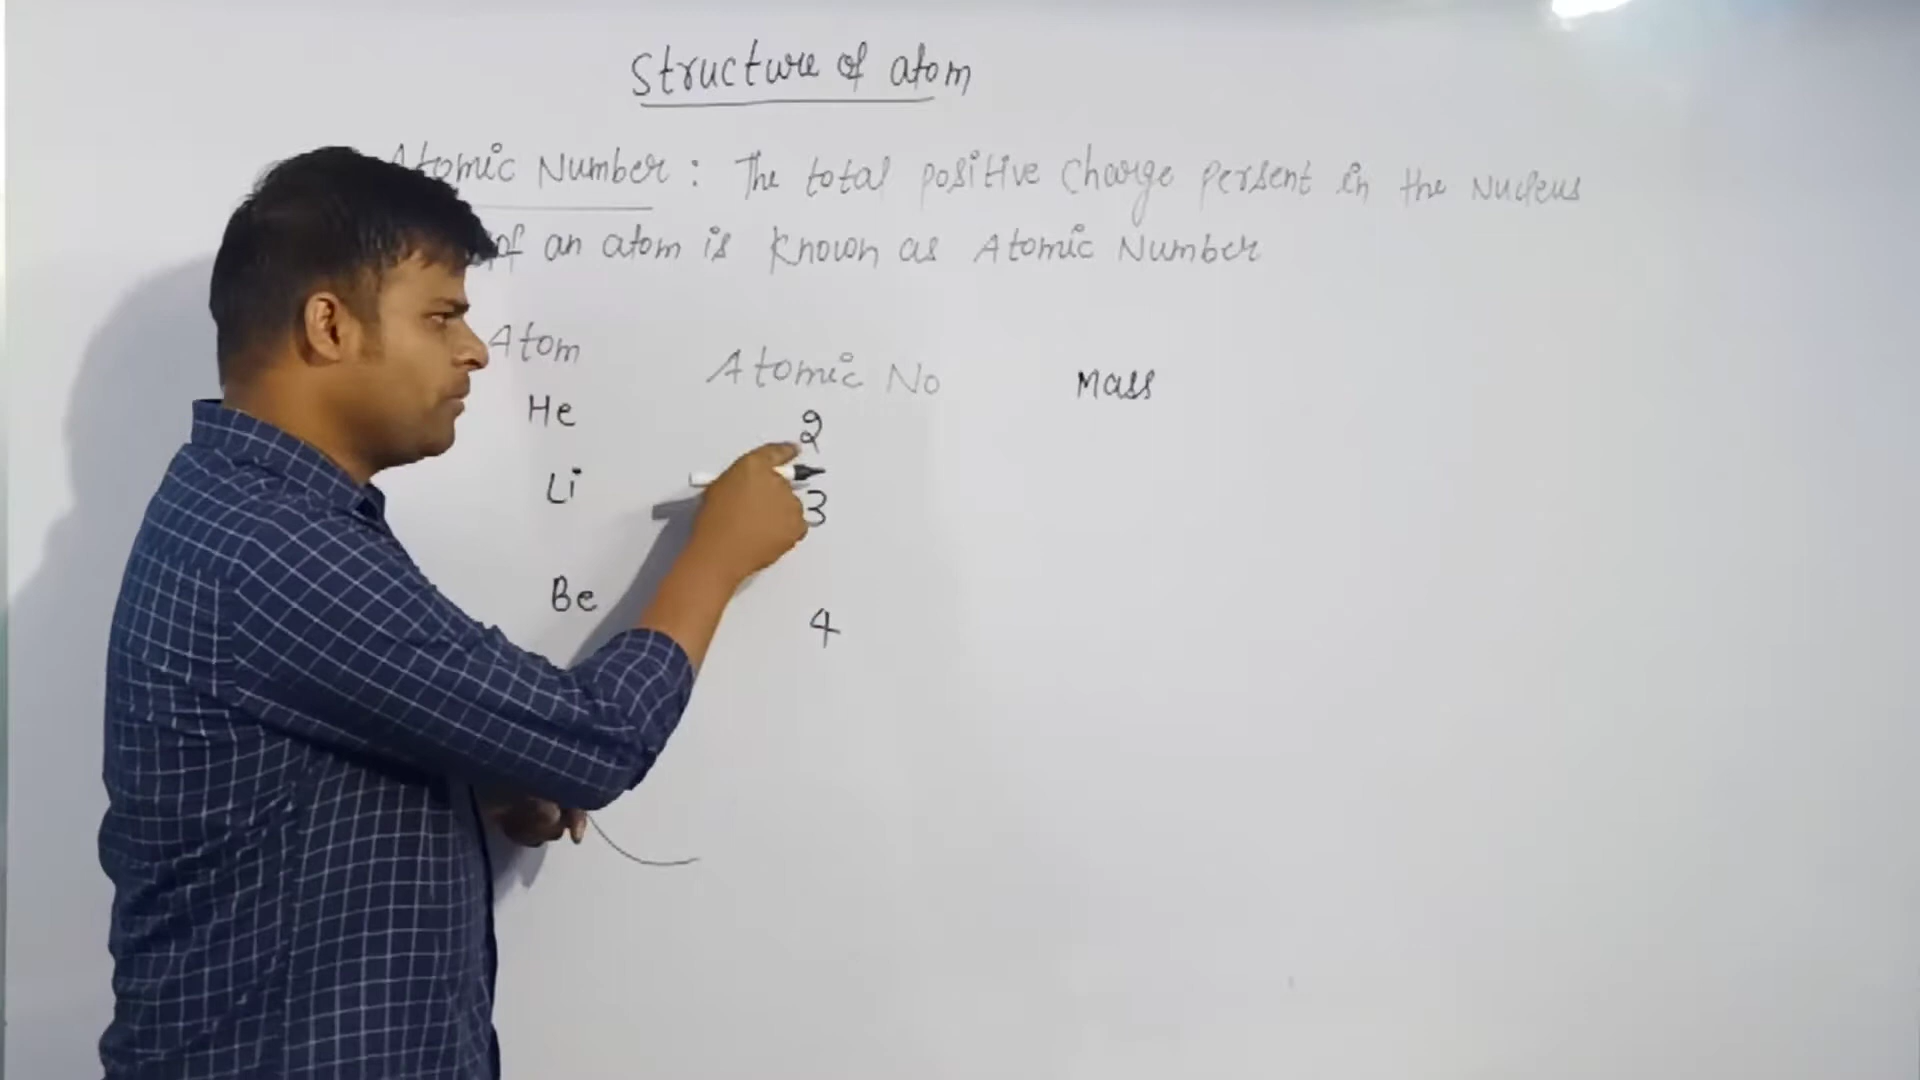 Structure of atom
Atomic Number : The total positive charge persent in the Nucleus
of an atom is Known as Atomic Number
Atom Atomic No Mass
He 2
Li 3
Be 4